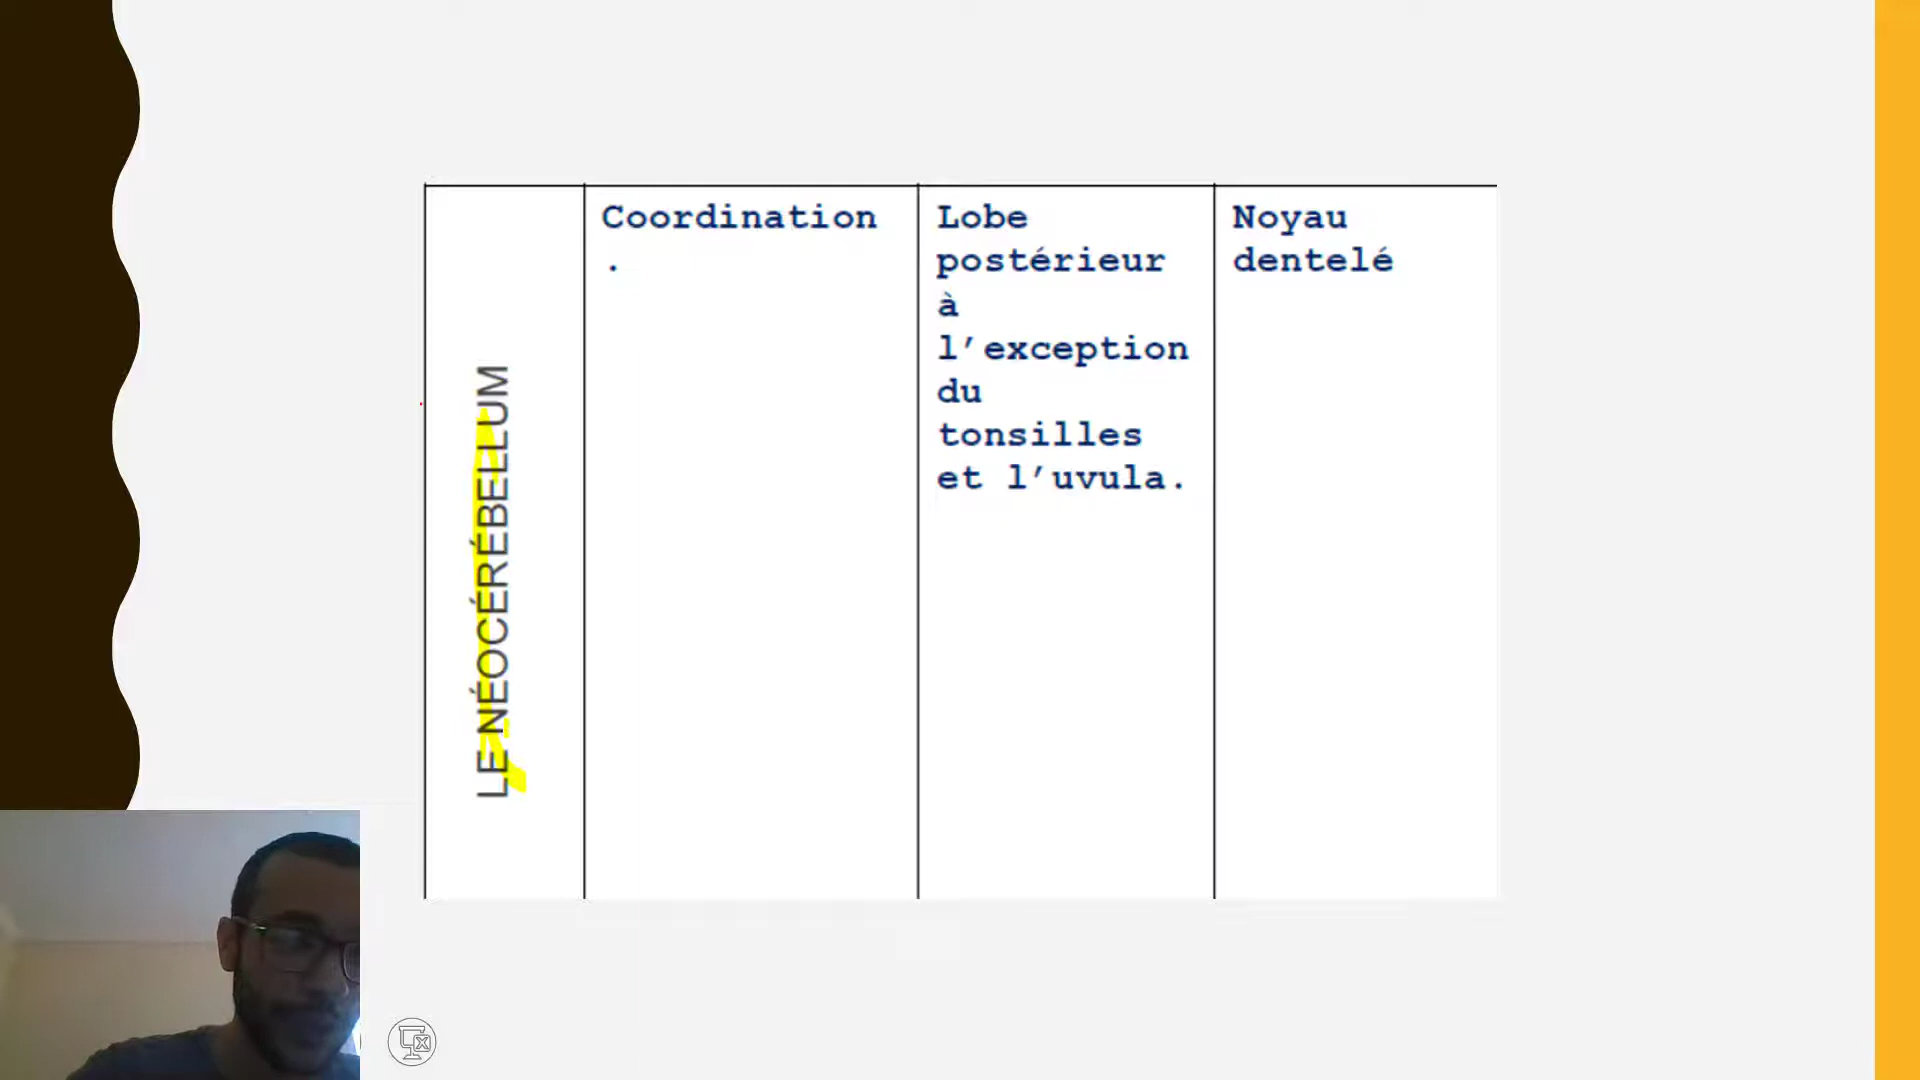 LE NÉOCÉRÉBELLUM
Coordination
.
Lobe
postérieur
à
l’exception
du
tonsilles
et l’uvula.
Noyau
dentelé